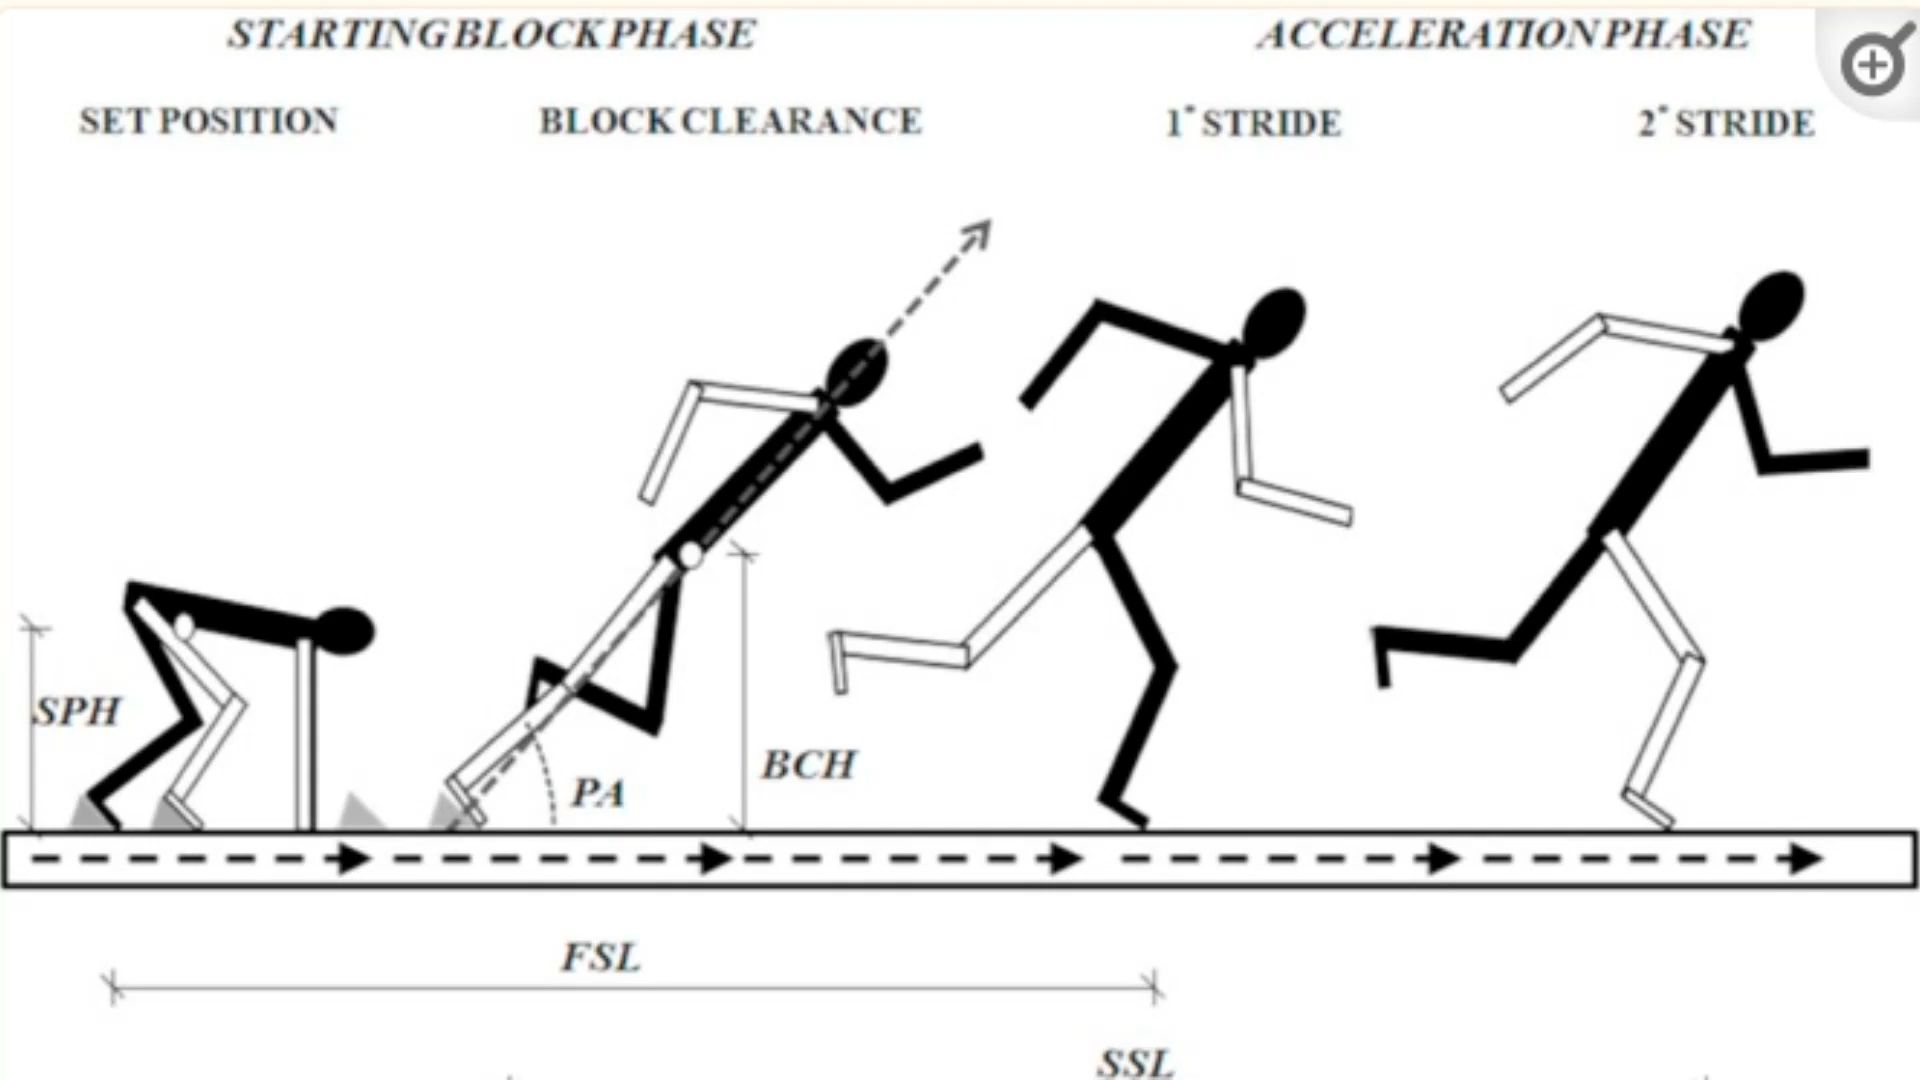 STARTING BLOCK PHASE
ACCELERATION PHASE
SET POSITION
BLOCK CLEARANCE
1° STRIDE
2° STRIDE
SPH
PA
BCH
FSL
SSL